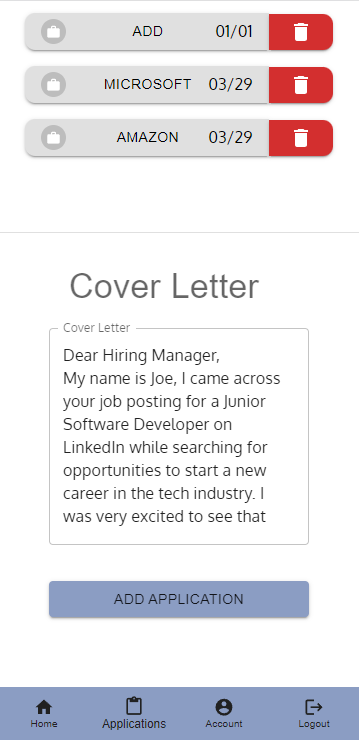 ADD 01/01
MICROSOFT 03/29
AMAZON 03/29
Cover Letter
Cover Letter
Dear Hiring Manager,
My name is Joe, I came across
your job posting for a Junior
Software Developer on
LinkedIn while searching for
opportunities to start a new
career in the tech industry. I
was very excited to see that
ADD APPLICATION
Home Applications Account Logout